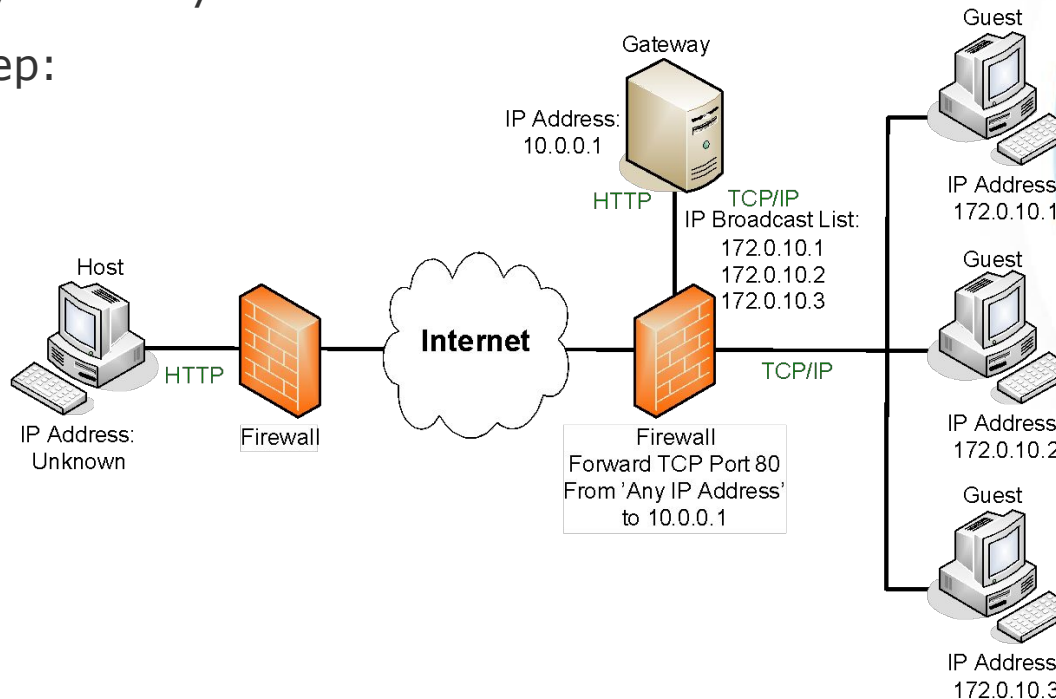 ep:
Guest
Gateway
IP Address:
10.0.0.1
HTTP
TCP/IP
IP Broadcast List:
172.0.10.1
172.0.10.2
172.0.10.3
IP Address
172.0.10.1
Host
HTTP
IP Address:
Unknown
Firewall
Internet
Firewall
Forward TCP Port 80
From 'Any IP Address'
to 10.0.0.1
TCP/IP
Guest
IP Address
172.0.10.2
Guest
IP Address
172.0.10.3